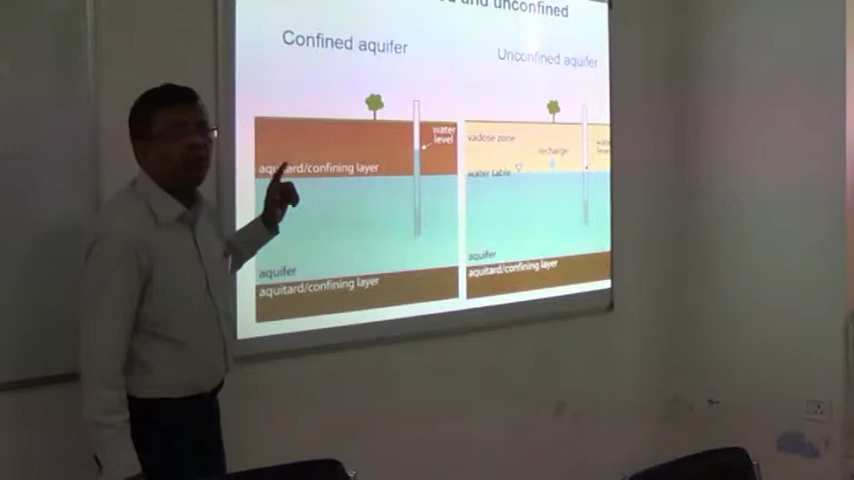 and unconfined
Confined aquifer
Unconfined aquifer
water
level
aquitard/confining layer
aquifer
aquitard/confining layer
vadose zone
recharge
water table
aquifer
aquitard/confining layer